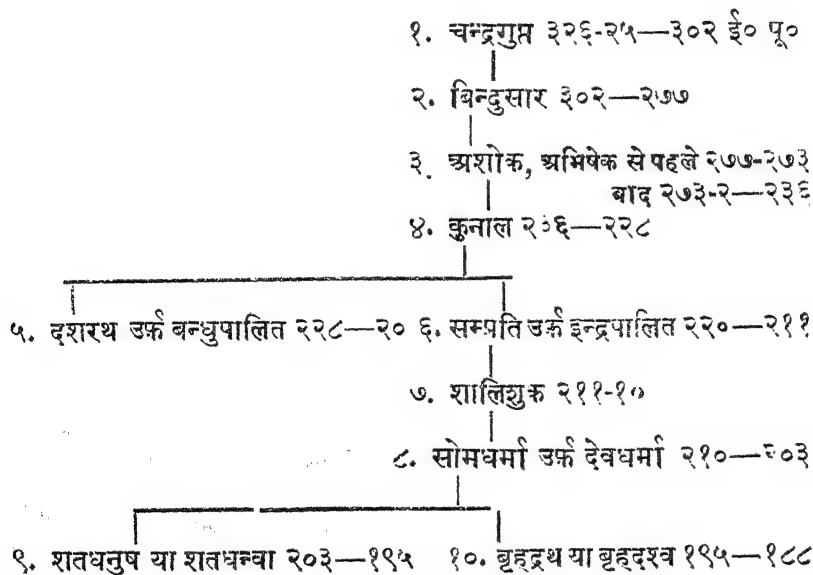 १. चन्द्रगुप्त ३२६-२५—३०२ ई० पू०
२. बिन्दुसार ३०२—२७७
३. अशोक, अभिषेक से पहले २७७-२७३
बाद २७३-२—२३६
४. कुनाल २३६—२२८
५. दशरथ उर्फ़ बन्धुपालित २२८—२० ६. सम्प्रति उर्फ़ इन्द्रपालित २२०—२११
७. शालिशुक २११-१०
८. सोमधर्मा उर्फ़ देवधर्मा २१०—२०३
९. शतधनुष या शतधन्वा २०३—१९५ १०. बृहद्रथ या बृहदश्व १९५—१८८